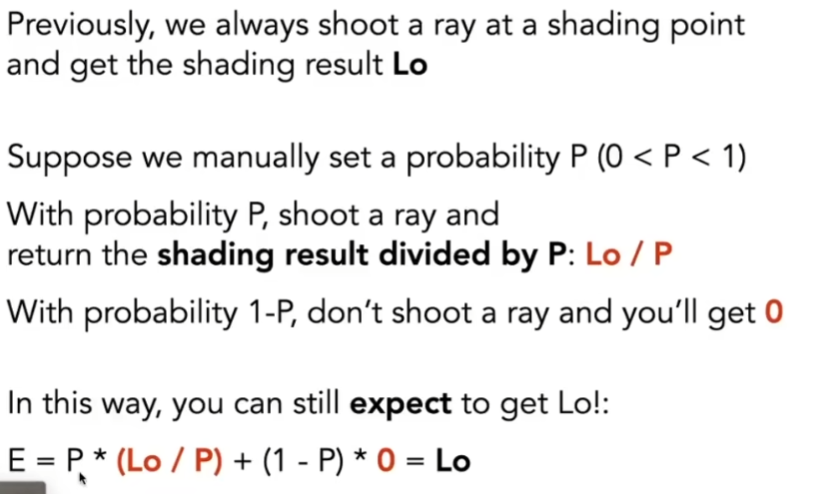 Previously, we always shoot a ray at a shading point
and get the shading result Lo
Suppose we manually set a probability P (0 < P < 1)
With probability P, shoot a ray and
return the shading result divided by P: Lo / P
With probability 1-P, don’t shoot a ray and you’ll get 0
In this way, you can still expect to get Lo!:
E = P * (Lo / P) + (1 - P) * 0 = Lo